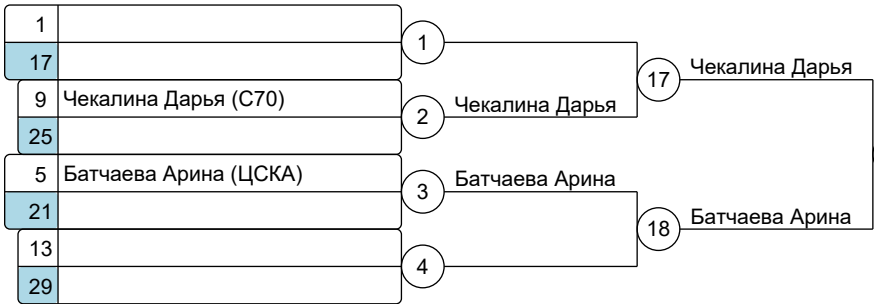 1
17
1
9 Чекалина Дарья (С70)
25
2 Чекалина Дарья
17 Чекалина Дарья
5 Батчаева Арина (ЦСКА)
21
3 Батчаева Арина
18 Батчаева Арина
13
29
4